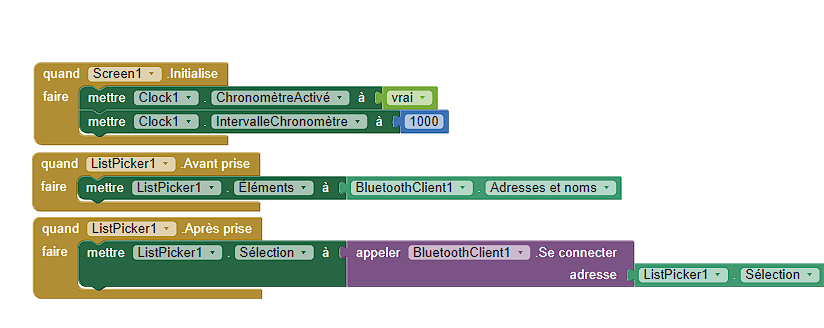 quand Screen1 .Initialise
faire mettre Clock1 . ChronomètreActivé à vrai
mettre Clock1 . IntervalleChronomètre à 1000
quand ListPicker1 .Avant prise
faire mettre ListPicker1 . Éléments à BluetoothClient1 . Adresses et noms
quand ListPicker1 .Après prise
faire mettre ListPicker1 . Sélection à appeler BluetoothClient1 .Se connecter
adresse ListPicker1 . Sélection